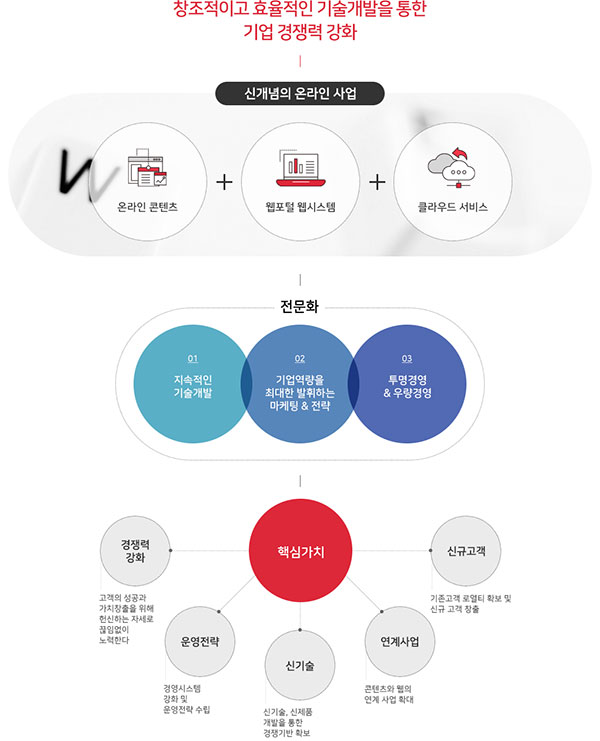 창조적이고 효율적인 기술개발을 통한
기업 경쟁력 강화
신개념의 온라인 사업
온라인 콘텐츠
+
웹포털 웹시스템
+
클라우드 서비스
전문화
01
지속적인
기술개발
02
기업역량을
최대한 발휘하는
마케팅 & 전략
03
투명경영
& 우량경영
핵심가치
경쟁력
강화
고객의 성공과
가치창출을 위해
헌신하는 자세로
끊임없이
노력한다
운영전략
경영시스템
강화 및
운영전략 수립
신기술
신기술, 신제품
개발을 통한
경쟁기반 확보
연계사업
콘텐츠와 웹의
연계 사업 확대
신규고객
기존고객 로열티 확보 및
신규 고객 창출